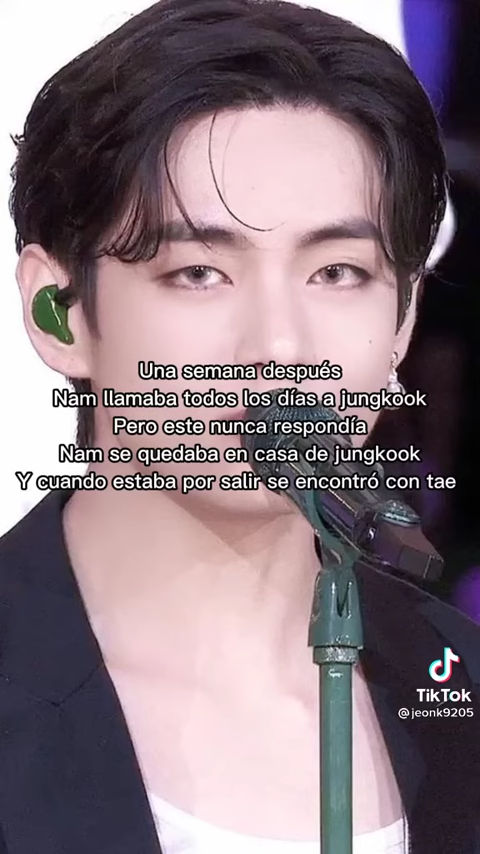 Una semana después
Nam llamaba todos los días a jungkook
Pero este nunca respondía
Nam se quedaba en casa de jungkook
Y cuando estaba por salir se encontró con tae
TikTok
@jeonk9205